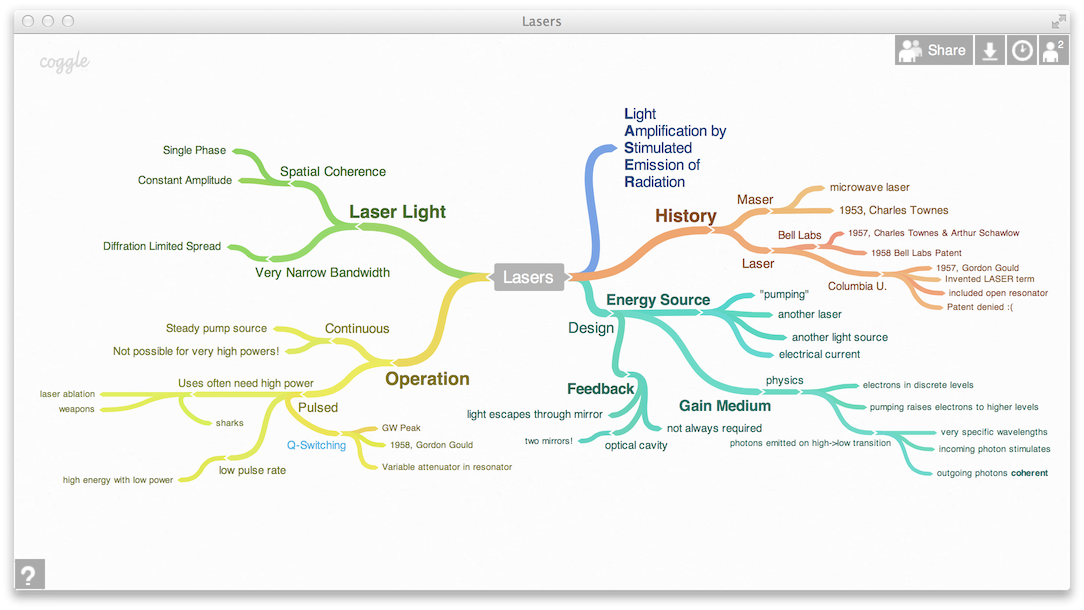 Lasers
coggle
Share
2
Light
Amplification by
Stimulated
Emission of
Radiation
Single Phase
Spatial Coherence
Constant Amplitude
Laser Light
Diffration Limited Spread
Very Narrow Bandwidth
Lasers
History
Maser
microwave laser
1953, Charles Townes
Bell Labs
1957, Charles Townes & Arthur Schawlow
1958 Bell Labs Patent
Laser
Columbia U.
1957, Gordon Gould
Invented LASER term
included open resonator
Patent denied :(
Design
Energy Source
"pumping"
another laser
another light source
electrical current
Feedback
light escapes through mirror
not always required
two mirrors!
optical cavity
Gain Medium
physics
electrons in discrete levels
pumping raises electrons to higher levels
photons emitted on high->low transition
very specific wavelengths
incoming photon stimulates
outgoing photons coherent
Operation
Continuous
Steady pump source
Not possible for very high powers!
Pulsed
Uses often need high power
laser ablation
weapons
sharks
Q-Switching
GW Peak
1958, Gordon Gould
Variable attenuator in resonator
low pulse rate
high energy with low power
?